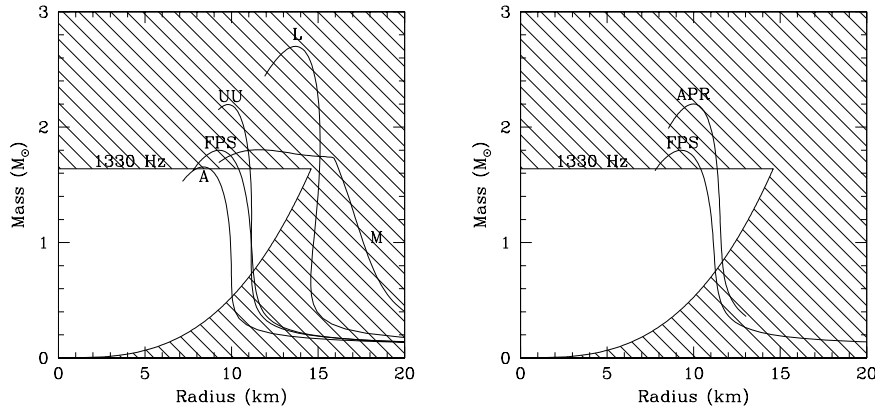 3
2
1
0
Mass (M⊙)
L
UU
FPS
1330 Hz
A
M
0
5
10
15
20
Radius (km)
3
2
1
0
Mass (M⊙)
APR
FPS
1330 Hz
0
5
10
15
20
Radius (km)